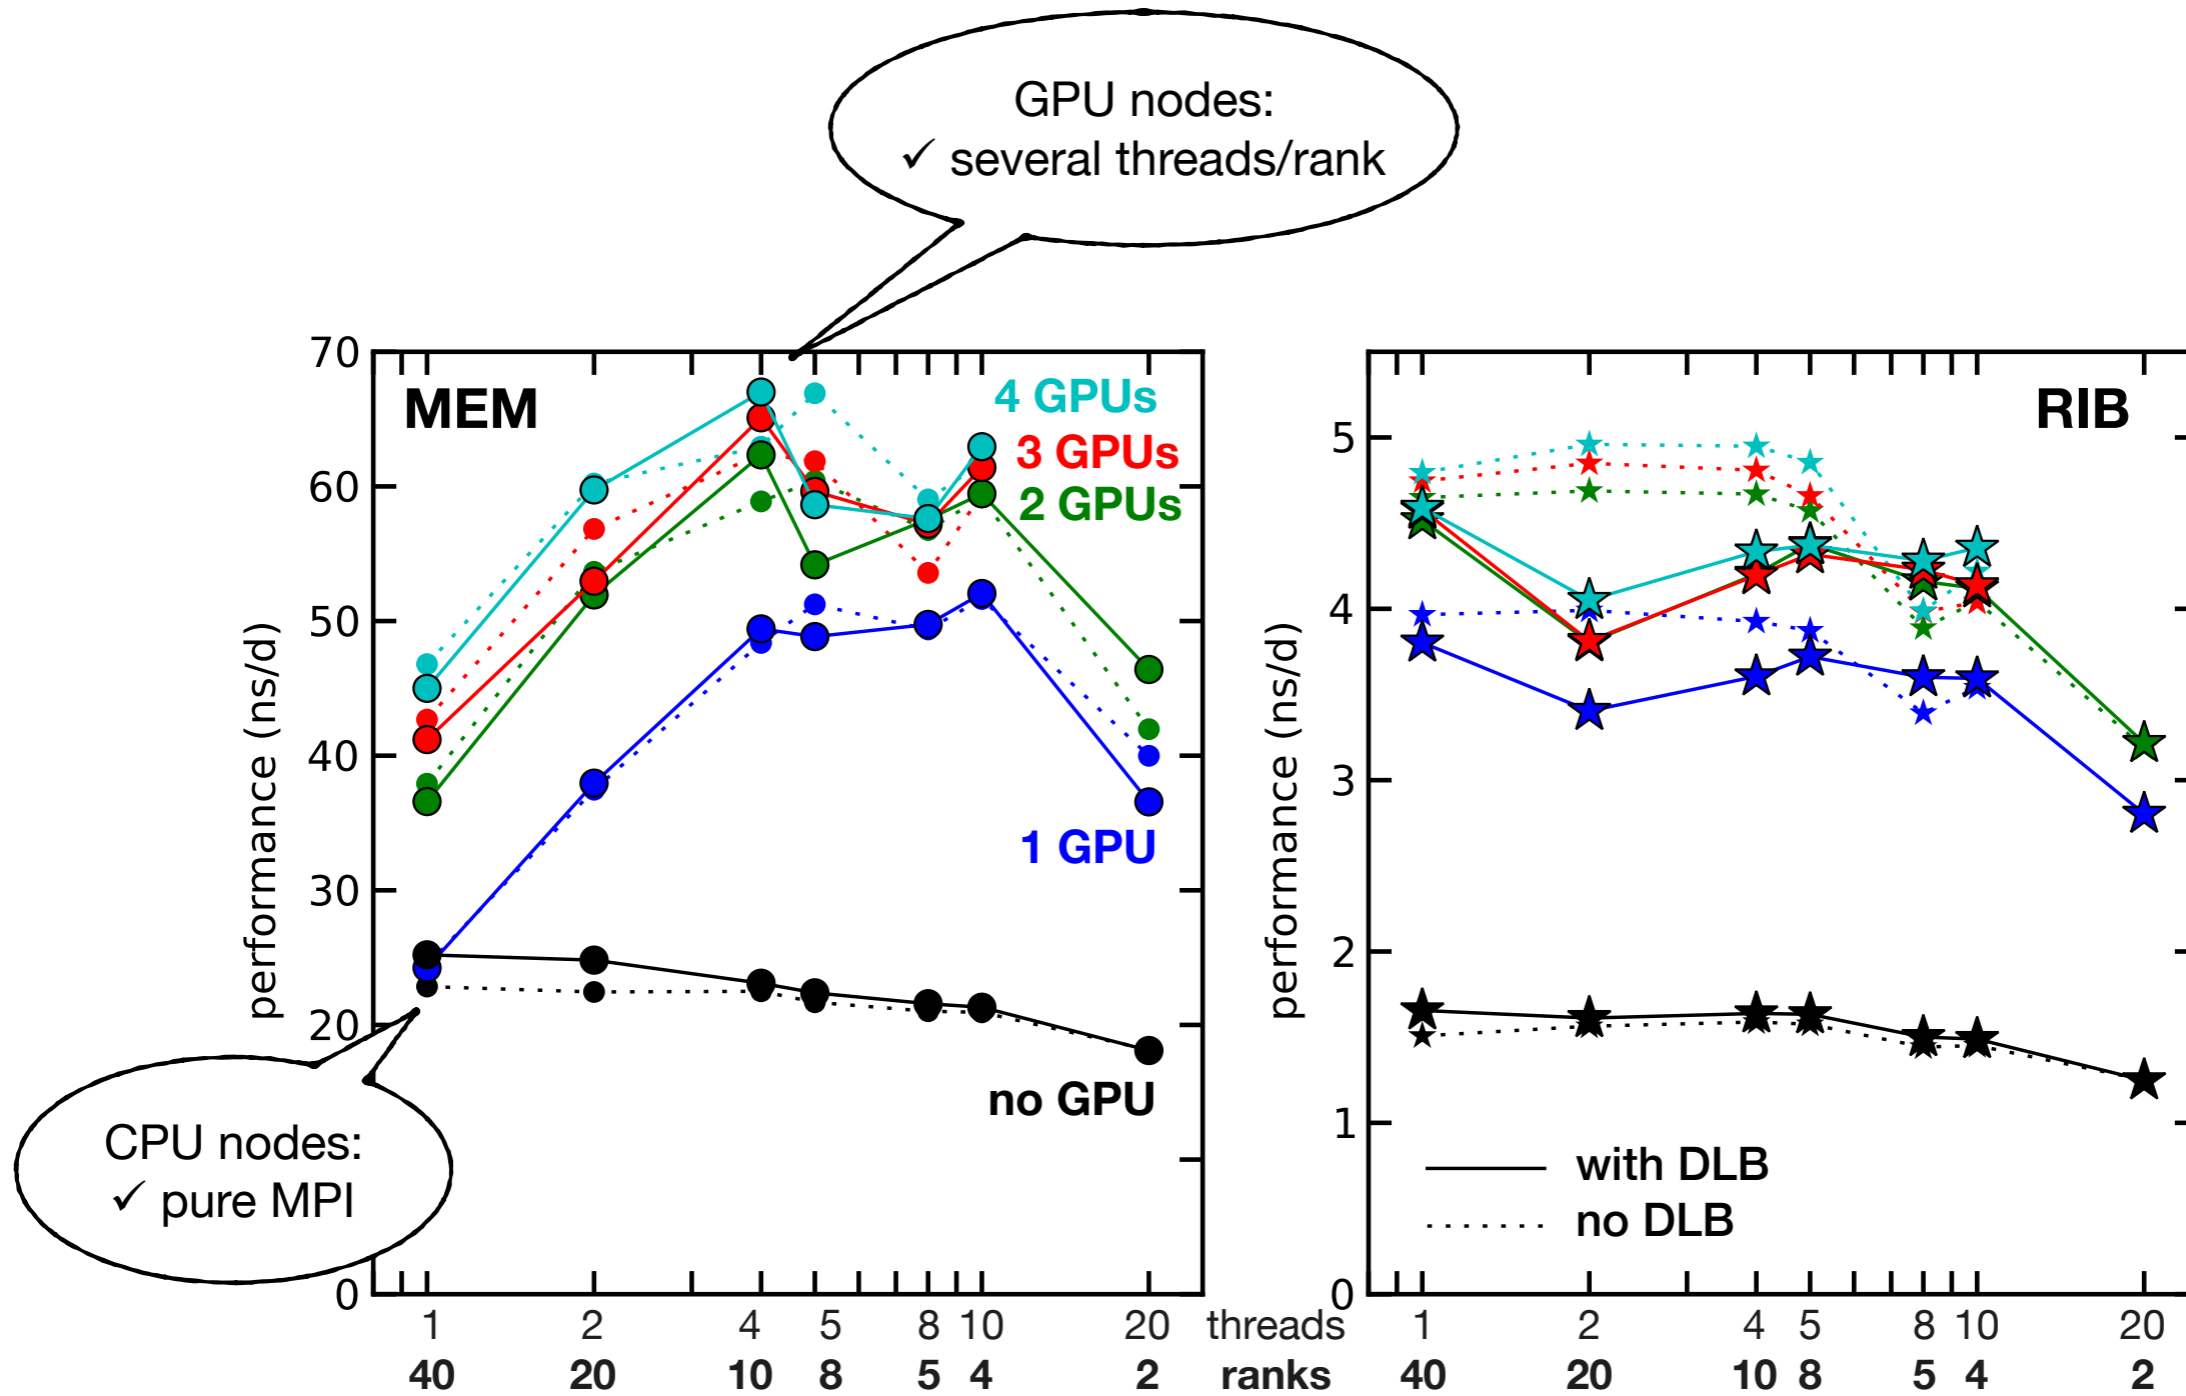 GPU nodes:
✓ several threads/rank
MEM
4 GPUs
3 GPUs
2 GPUs
1 GPU
no GPU
performance (ns/d)
70
60
50
40
30
20
0
CPU nodes:
✓ pure MPI
1 2 4 5 8 10 20 threads
40 20 10 8 5 4 2 ranks
RIB
performance (ns/d)
5
4
3
2
1
0
with DLB
no DLB
1 2 4 5 8 10 20
40 20 10 8 5 4 2